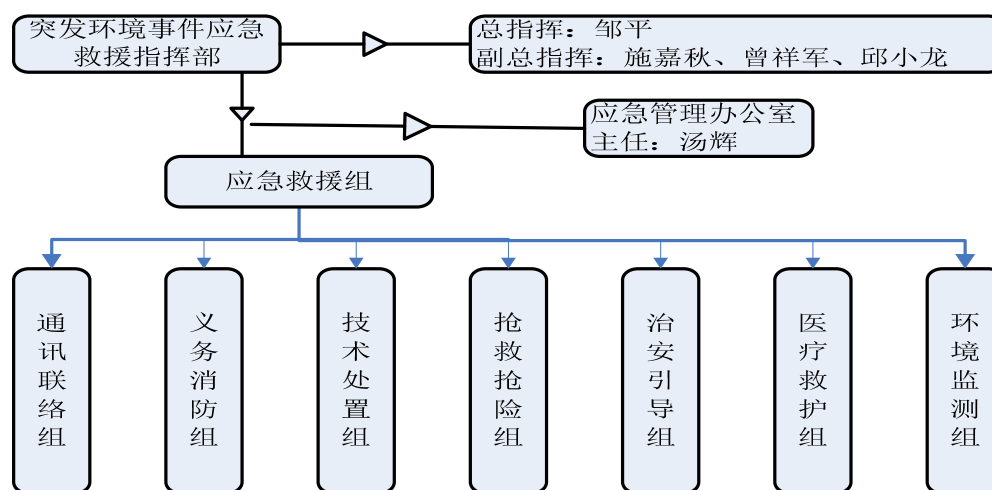 突发环境事件应急
救援指挥部
总指挥：邹平
副总指挥：施嘉秋、曾祥军、邱小龙
应急管理办公室
主任：汤辉
应急救援组
通讯联络组
义务消防组
技术处置组
抢救抢险组
治安引导组
医疗救护组
环境监测组